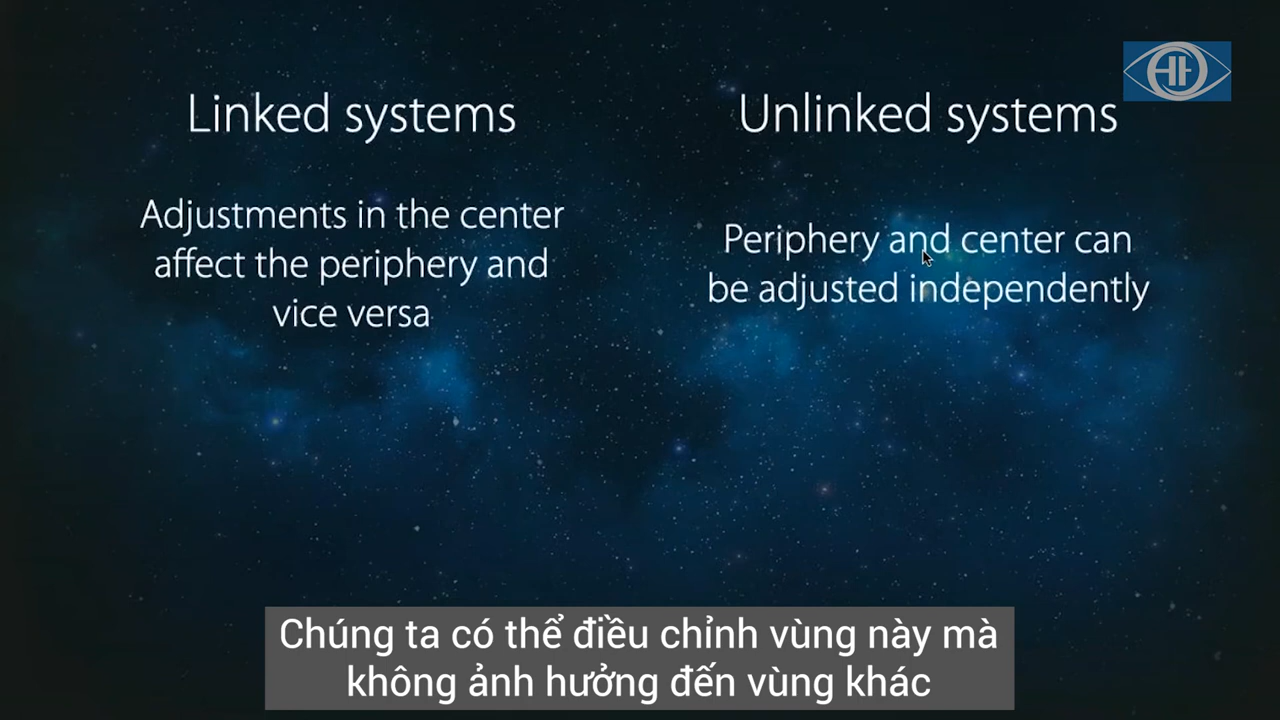 Linked systems
Adjustments in the center
affect the periphery and
vice versa
Unlinked systems
Periphery and center can
be adjusted independently
Chúng ta có thể điều chỉnh vùng này mà
không ảnh hưởng đến vùng khác